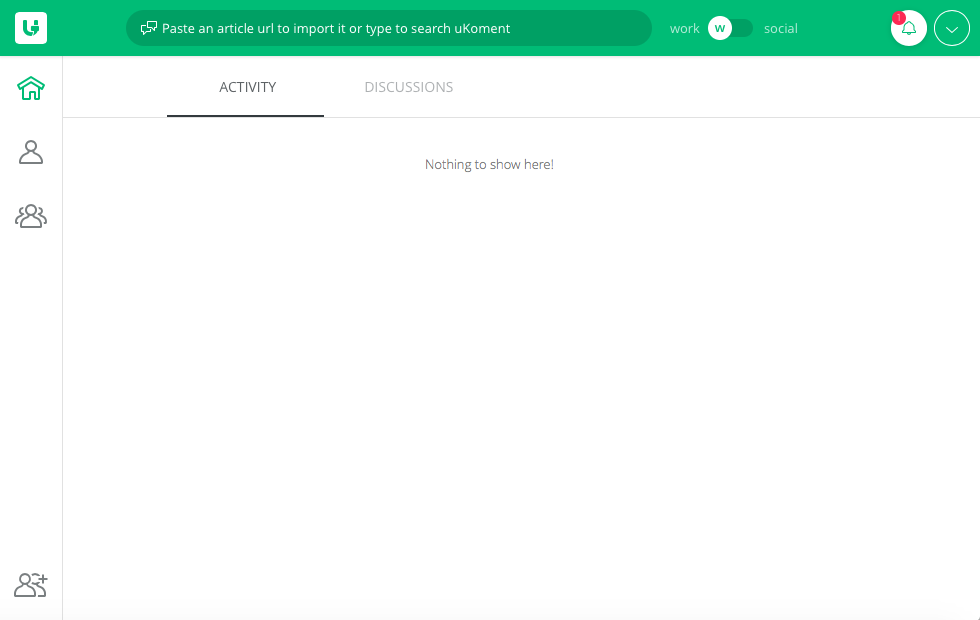 Paste an article url to import it or type to search uKoment
work W social
1
ACTIVITY DISCUSSIONS
Nothing to show here!